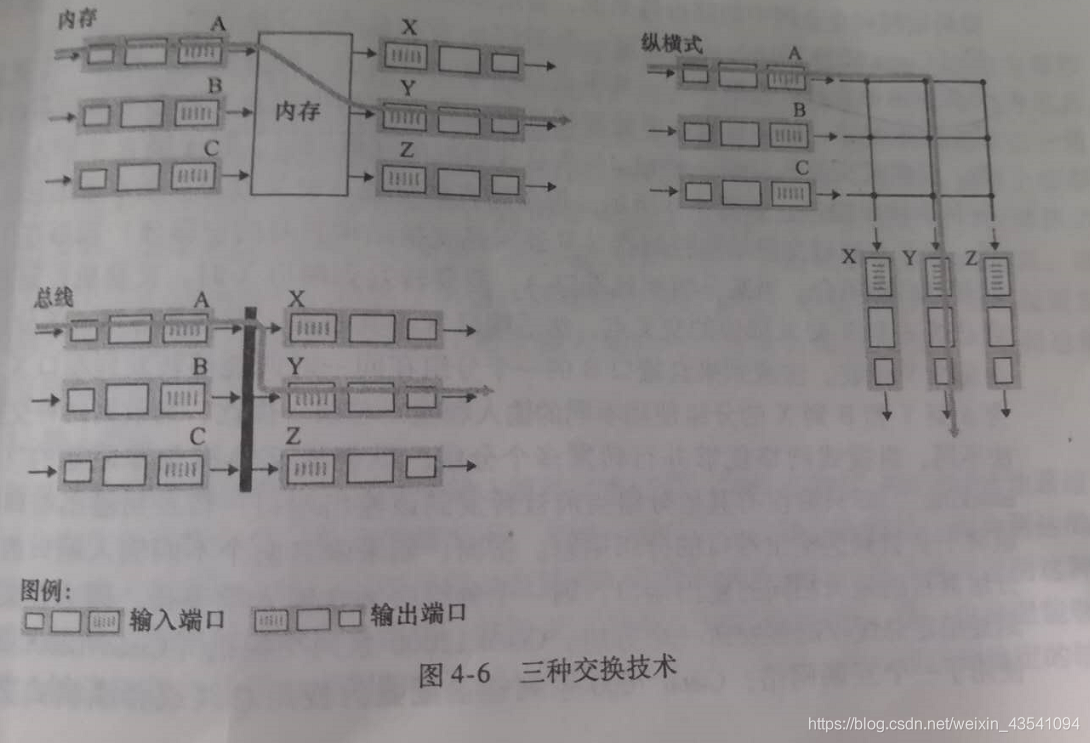 内存
A
X
B
内存
Y
C
Z
纵横式
A
B
C
X
Y
Z
总线
A
X
B
Y
C
Z
图例：
输入端口
输出端口
图 4-6 三种交换技术
https://blog.csdn.net/weixin_43541094